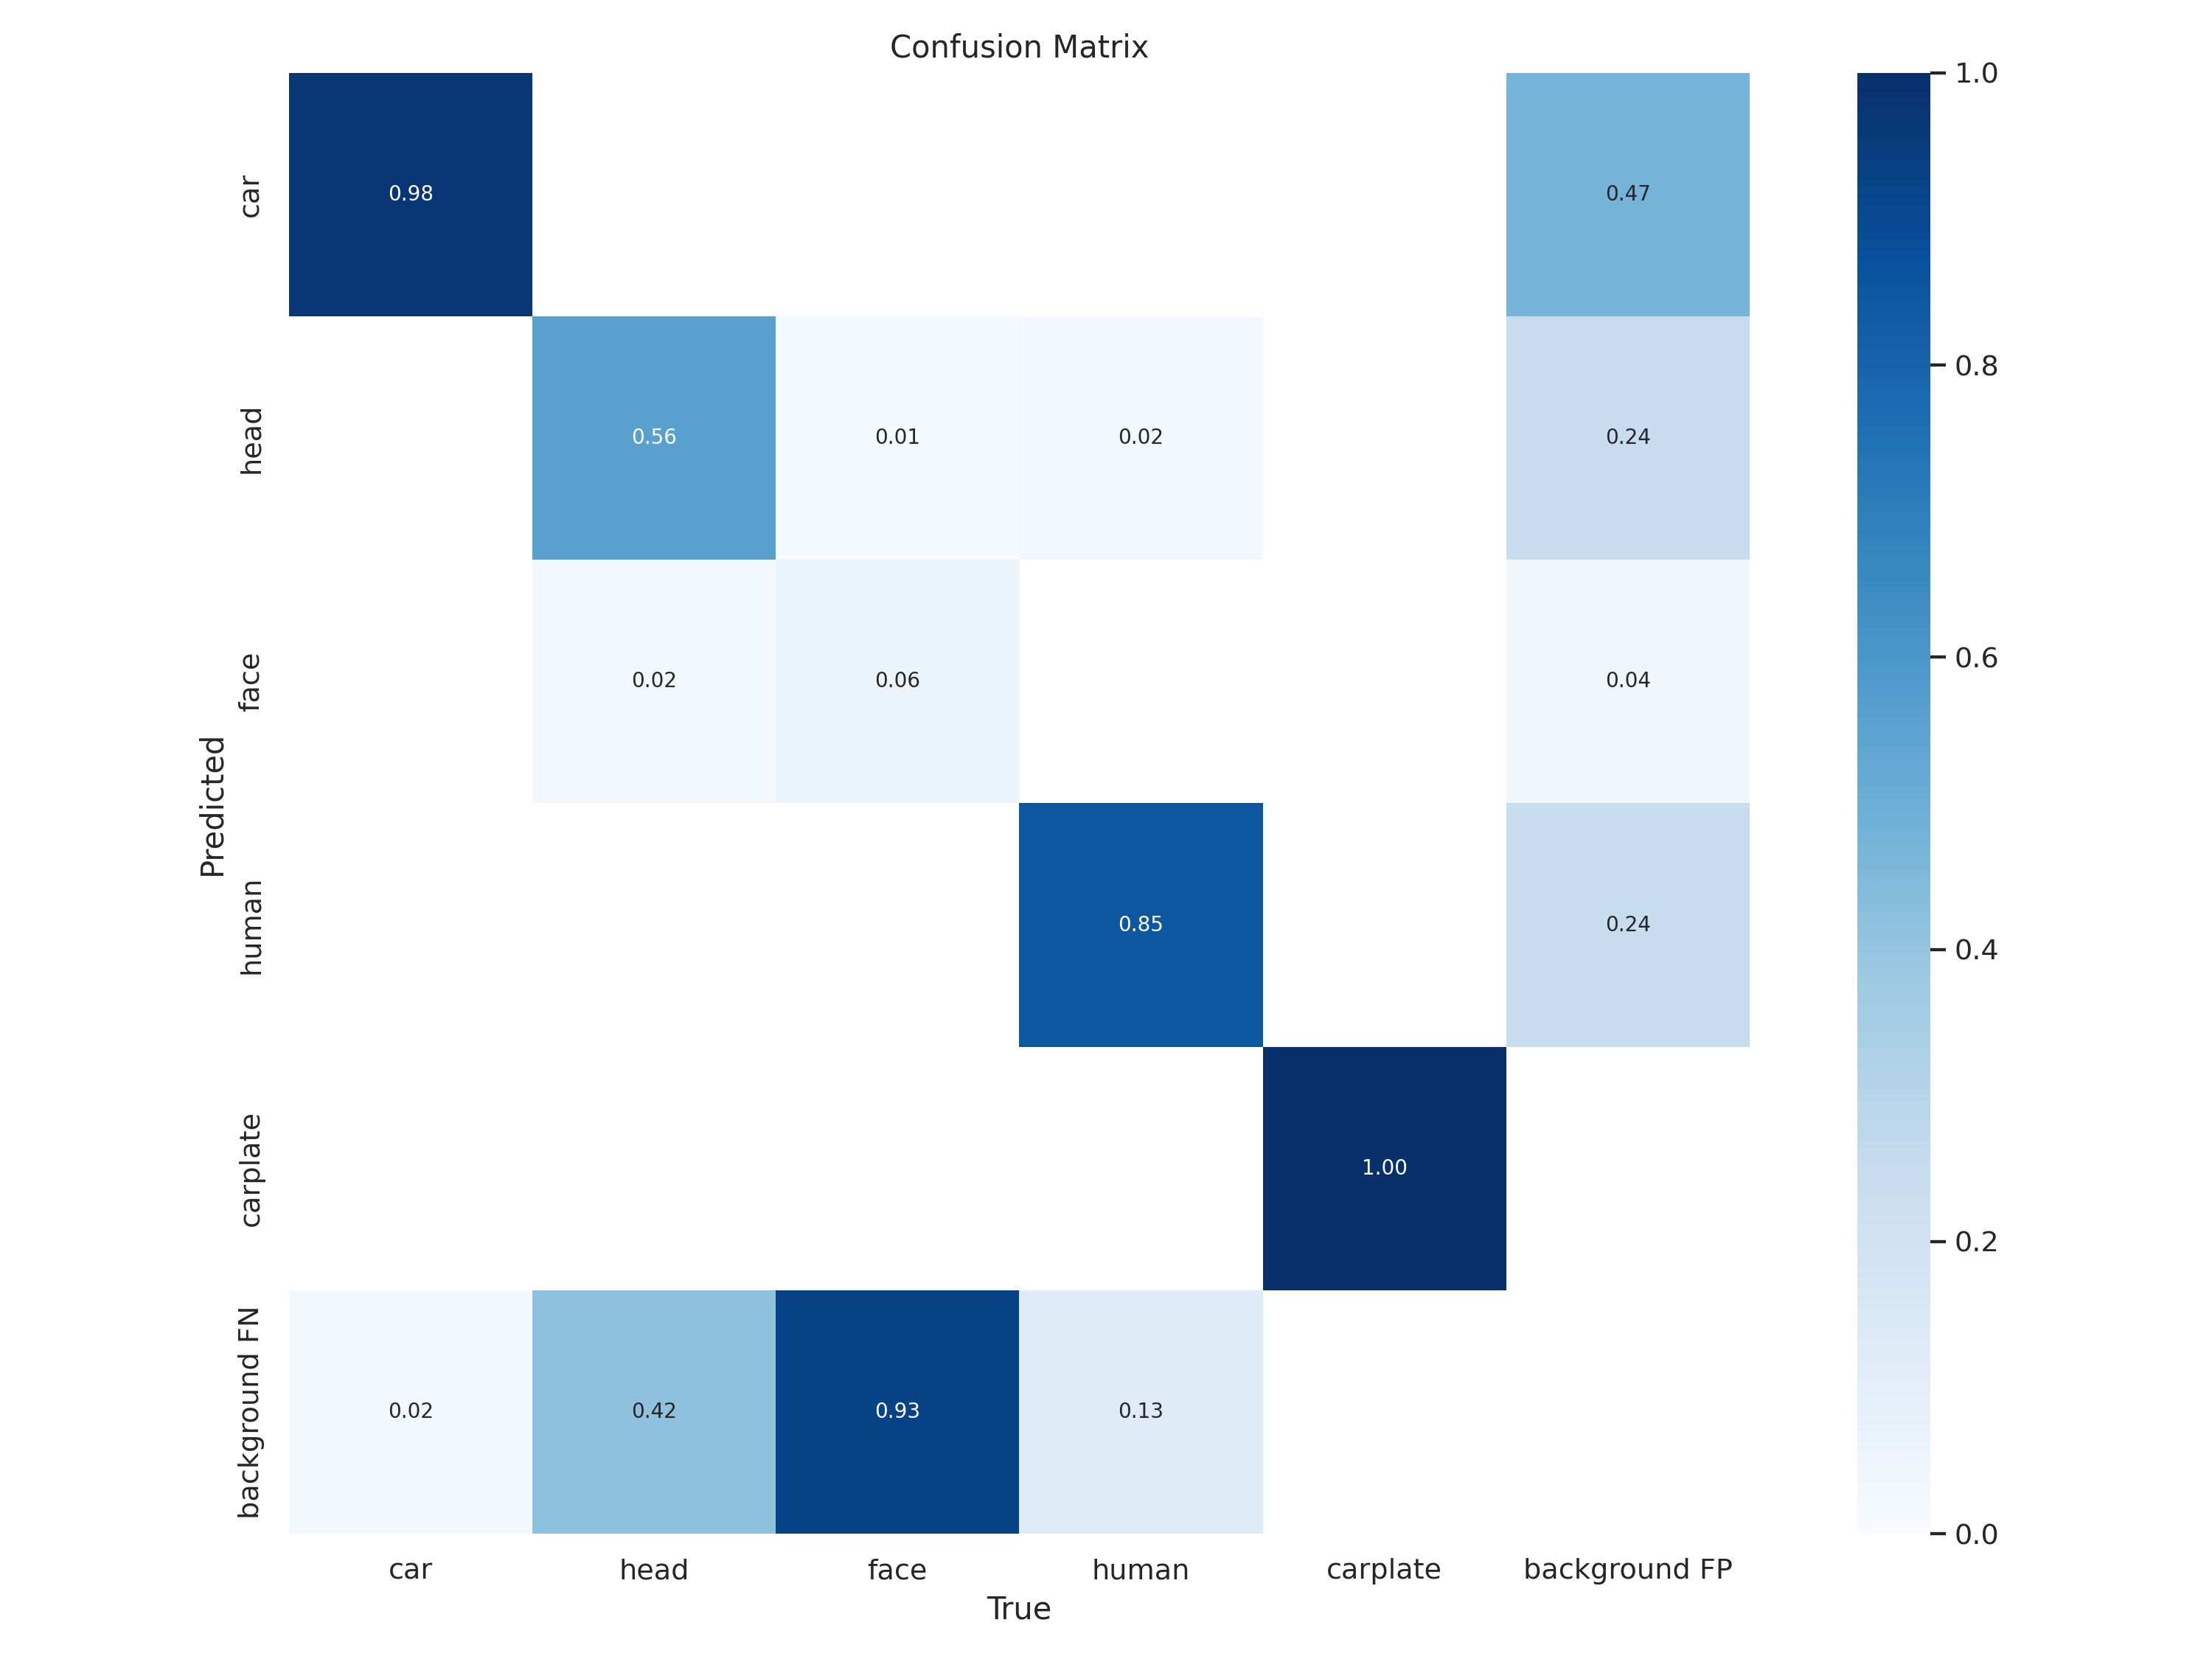 Confusion Matrix
Predicted
car
head
face
human
carplate
background FN
0.98
0.47
0.56
0.01
0.02
0.24
0.02
0.06
0.04
0.85
0.24
1.00
0.02
0.42
0.93
0.13
car
head
face
human
carplate
background FP
True
1.0
0.8
0.6
0.4
0.2
0.0